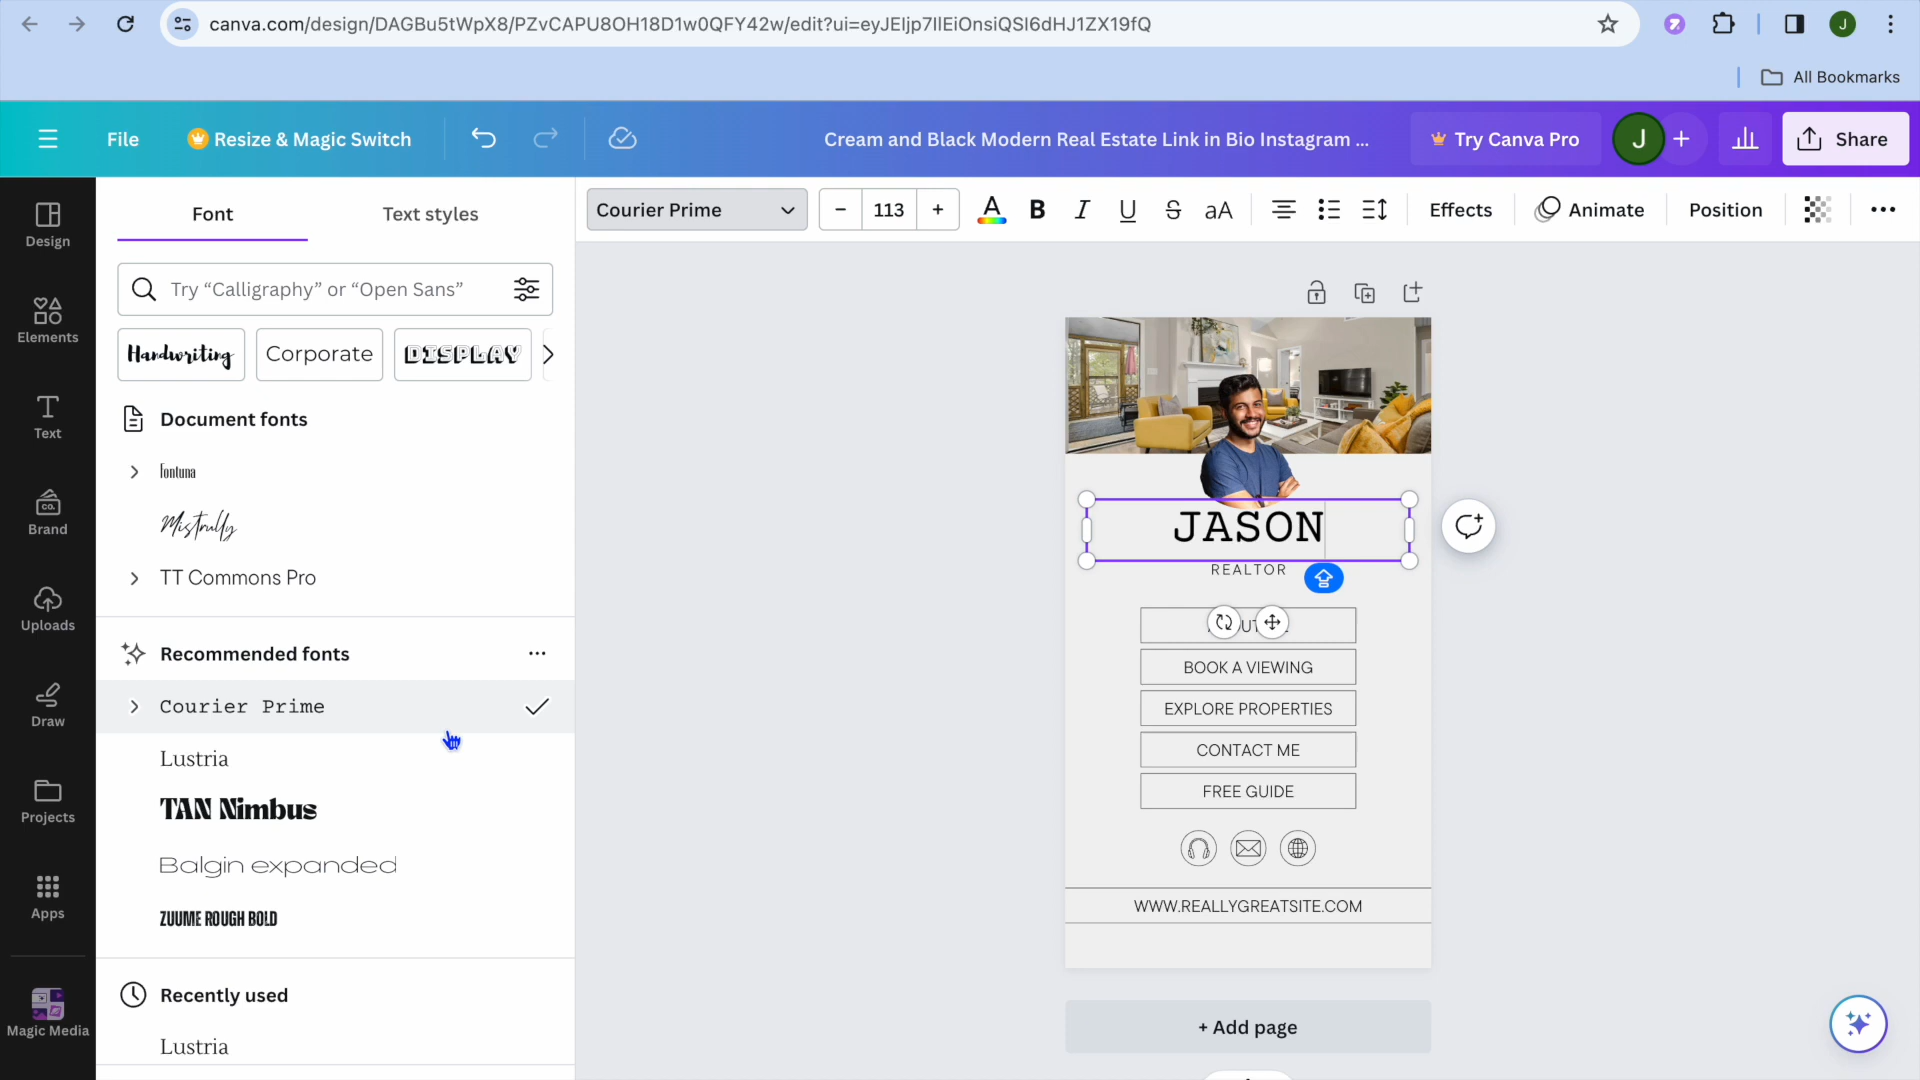 canva.com/design/DAGBu5tWpX8/PZvCAPU8OH18D1w0QFY42w/edit?ui=eyJEIjp7IlEiOnsiQSI6dHJ1ZX19fQ
J
All Bookmarks
File
Resize & Magic Switch
Cream and Black Modern Real Estate Link in Bio Instagram ...
Try Canva Pro
J
Share
Font
Text styles
Courier Prime
113
B
I
U
S
aA
Effects
Animate
Position
Design
Elements
Text
Brand
Uploads
Draw
Projects
Apps
Magic Media
Try “Calligraphy” or “Open Sans”
Handwriting
Corporate
DISPLAY
Document fonts
fontuna
Mistrully
TT Commons Pro
Recommended fonts
Courier Prime
Lustria
TAN Nimbus
Balgin expanded
ZUUME ROUGH BOLD
Recently used
Lustria
JASON
REALTOR
BOOK A VIEWING
EXPLORE PROPERTIES
CONTACT ME
FREE GUIDE
WWW.REALLYGREATSITE.COM
+ Add page